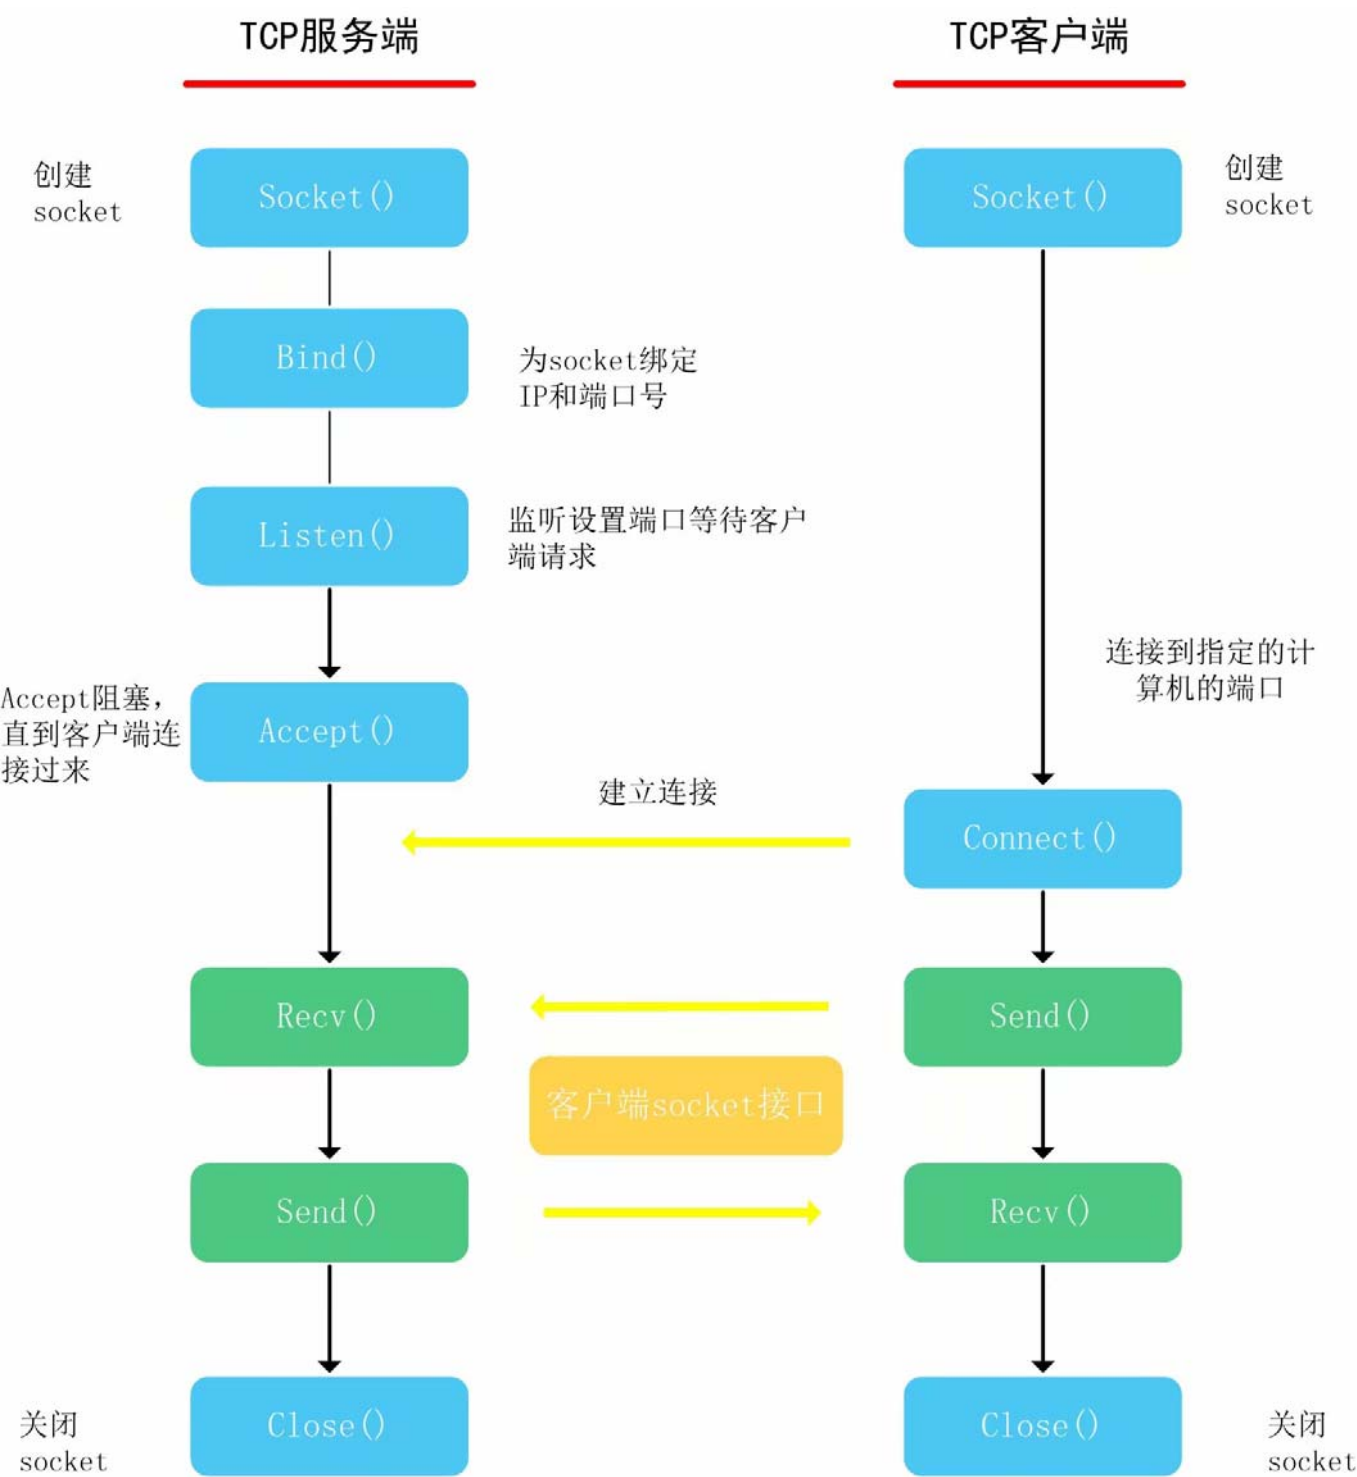 TCP服务端
TCP客户端
创建
socket
Socket()
Socket()
创建
socket
Bind()
为socket绑定
IP和端口号
Listen()
监听设置端口等待客户
端请求
连接到指定的计
算机的端口
Accept阻塞，
直到客户端连
接过来
Accept()
建立连接
Connect()
Recv()
Send()
客户端socket接口
Send()
Recv()
关闭
socket
Close()
Close()
关闭
socket